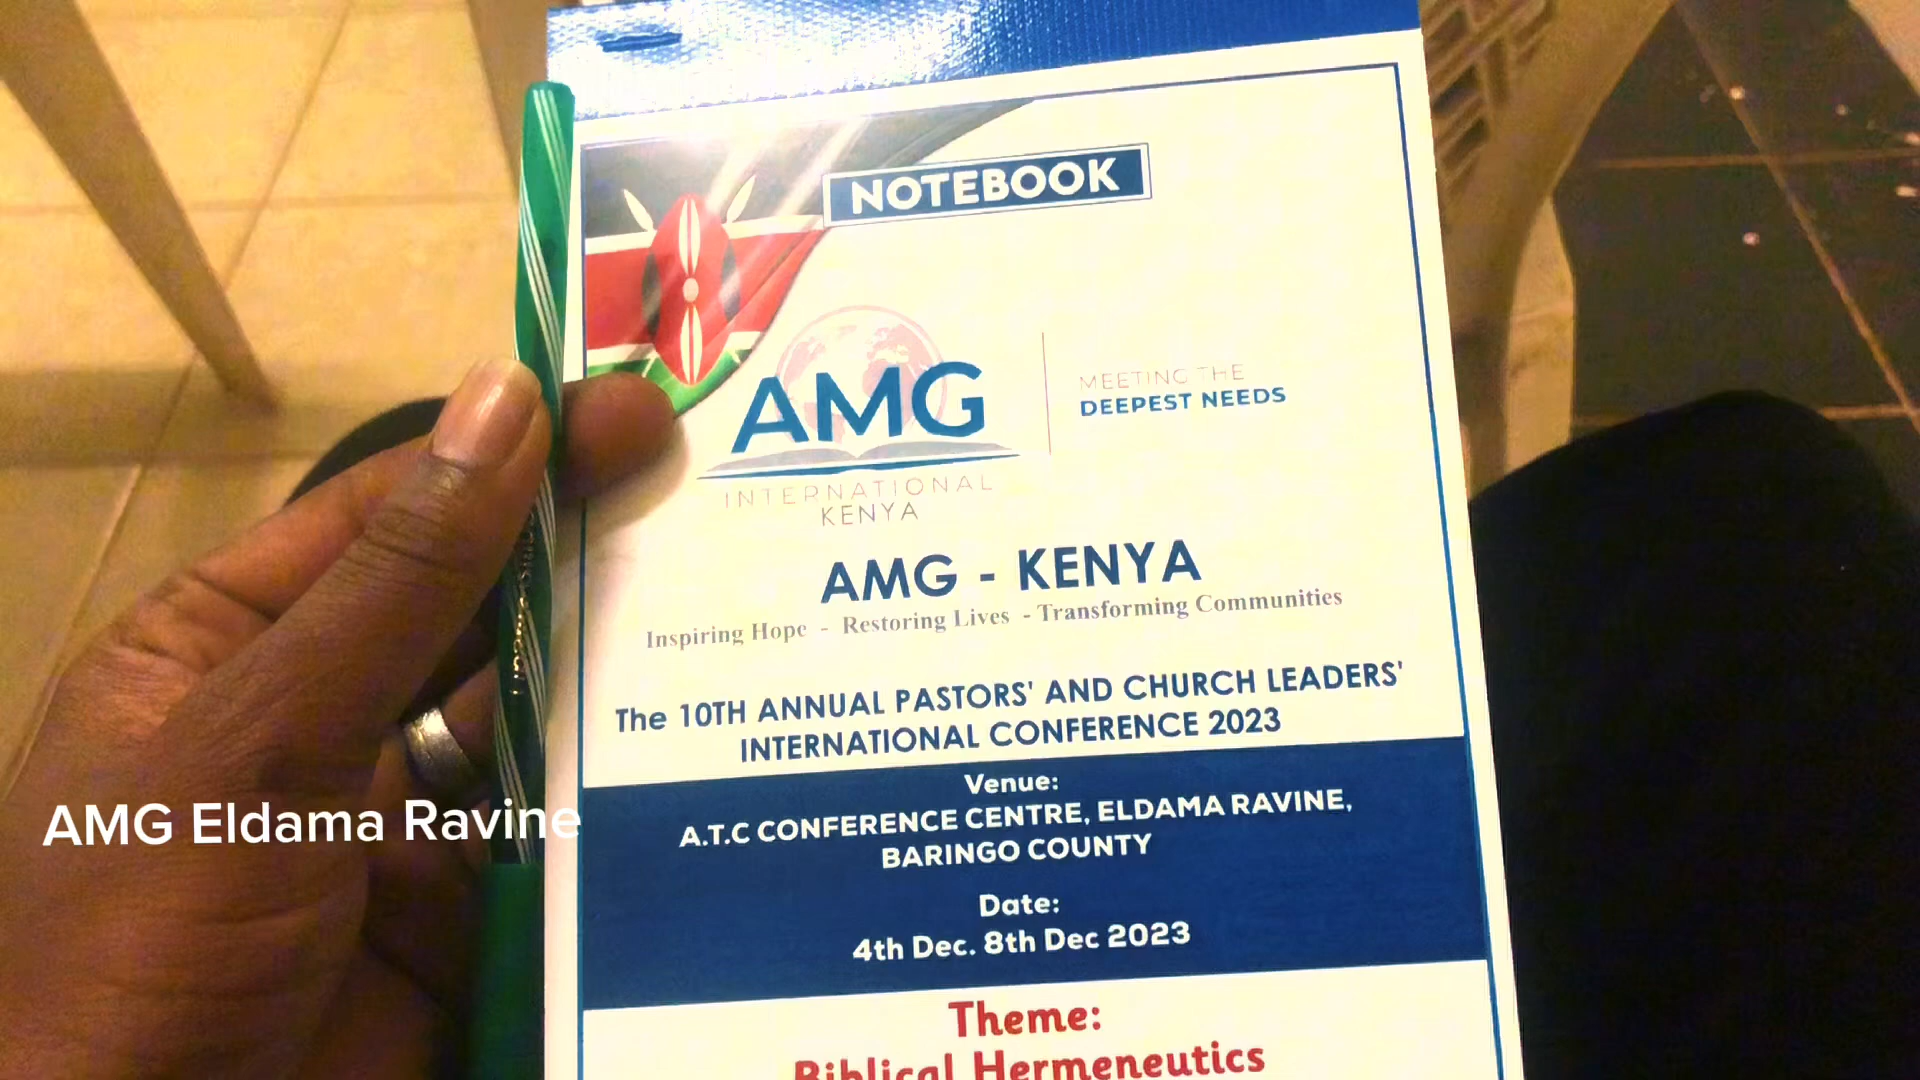 NOTEBOOK
AMG
MEETING THE
DEEPEST NEEDS
INTERNATIONAL
KENYA
AMG - KENYA
Inspiring Hope - Restoring Lives - Transforming Communities
The 10TH ANNUAL PASTORS' AND CHURCH LEADERS'
INTERNATIONAL CONFERENCE 2023
Venue:
A.T.C CONFERENCE CENTRE, ELDAMA RAVINE,
BARINGO COUNTY
Date:
4th Dec. 8th Dec 2023
Theme:
Biblical Hermeneutics
AMG Eldama Ravine